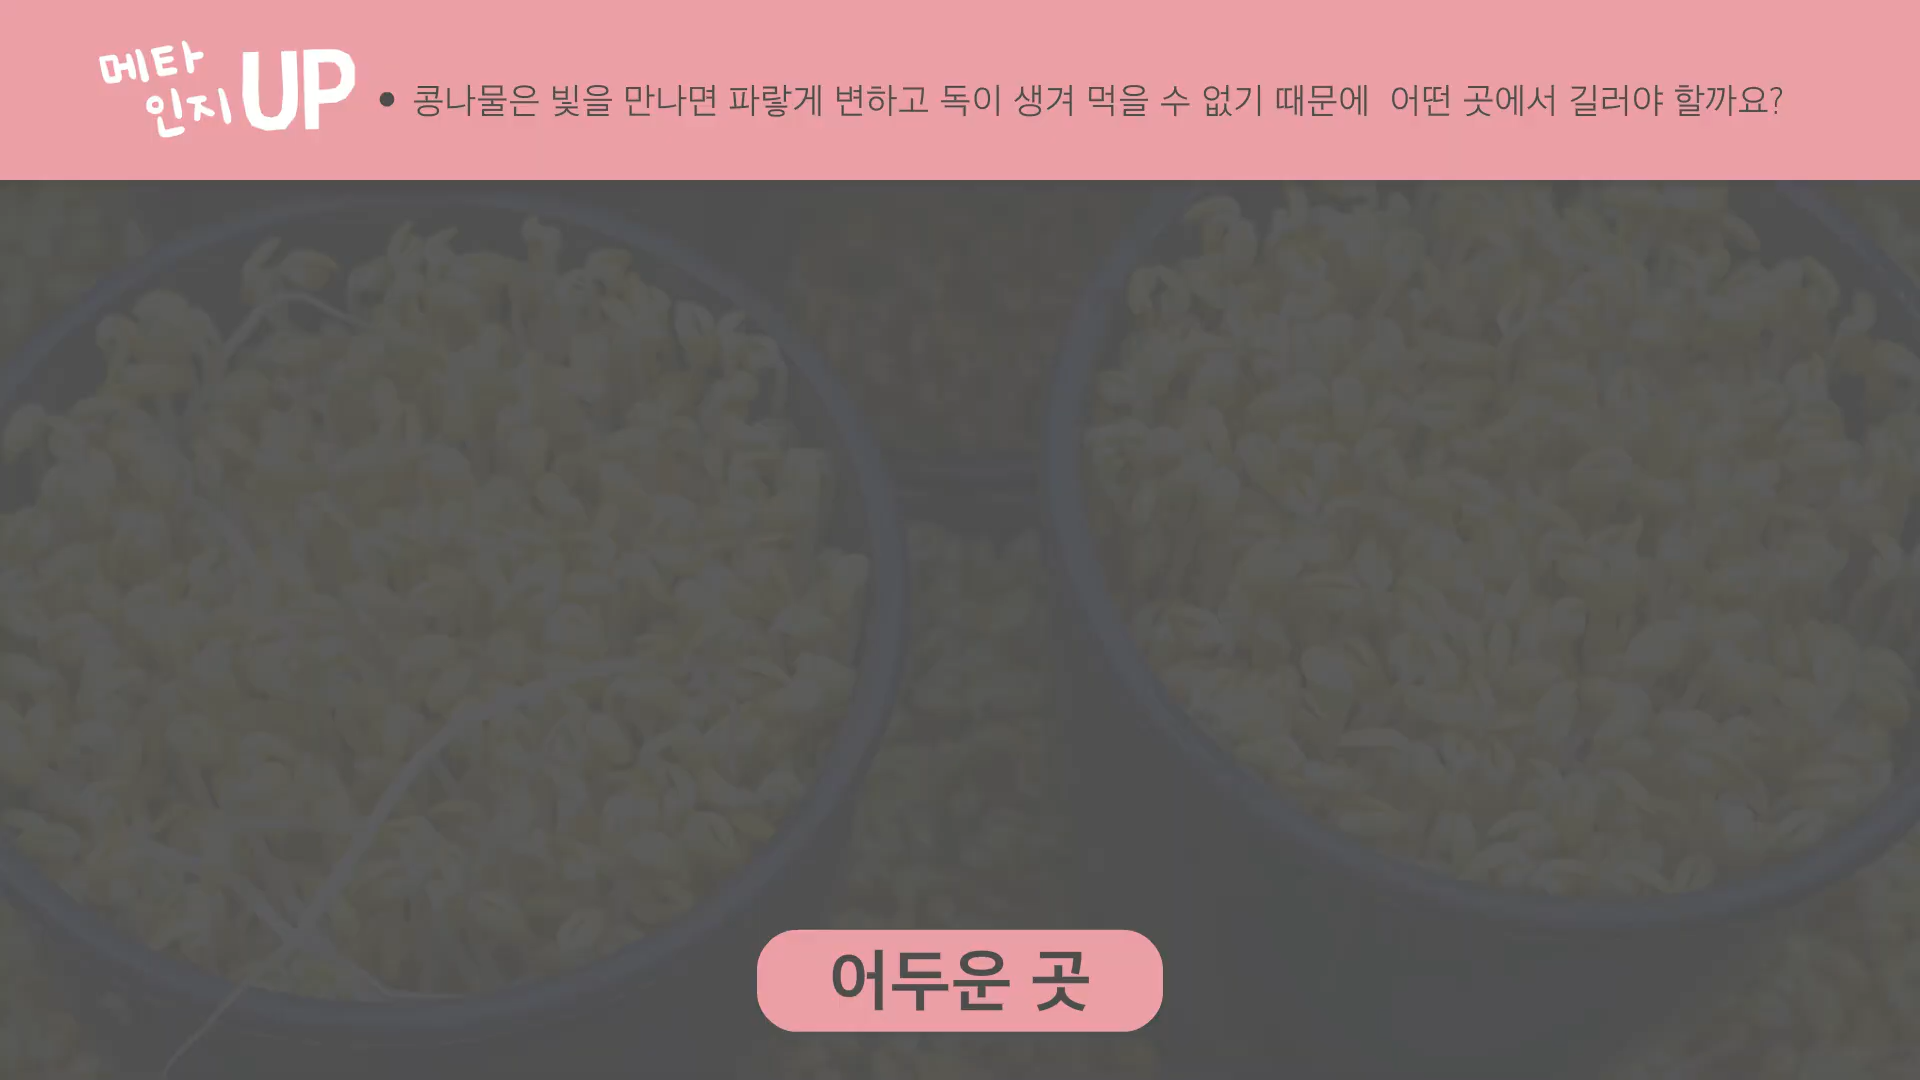 메타
인지 UP
• 콩나물은 빛을 만나면 파랗게 변하고 독이 생겨 먹을 수 없기 때문에 어떤 곳에서 길러야 할까요?
어두운 곳